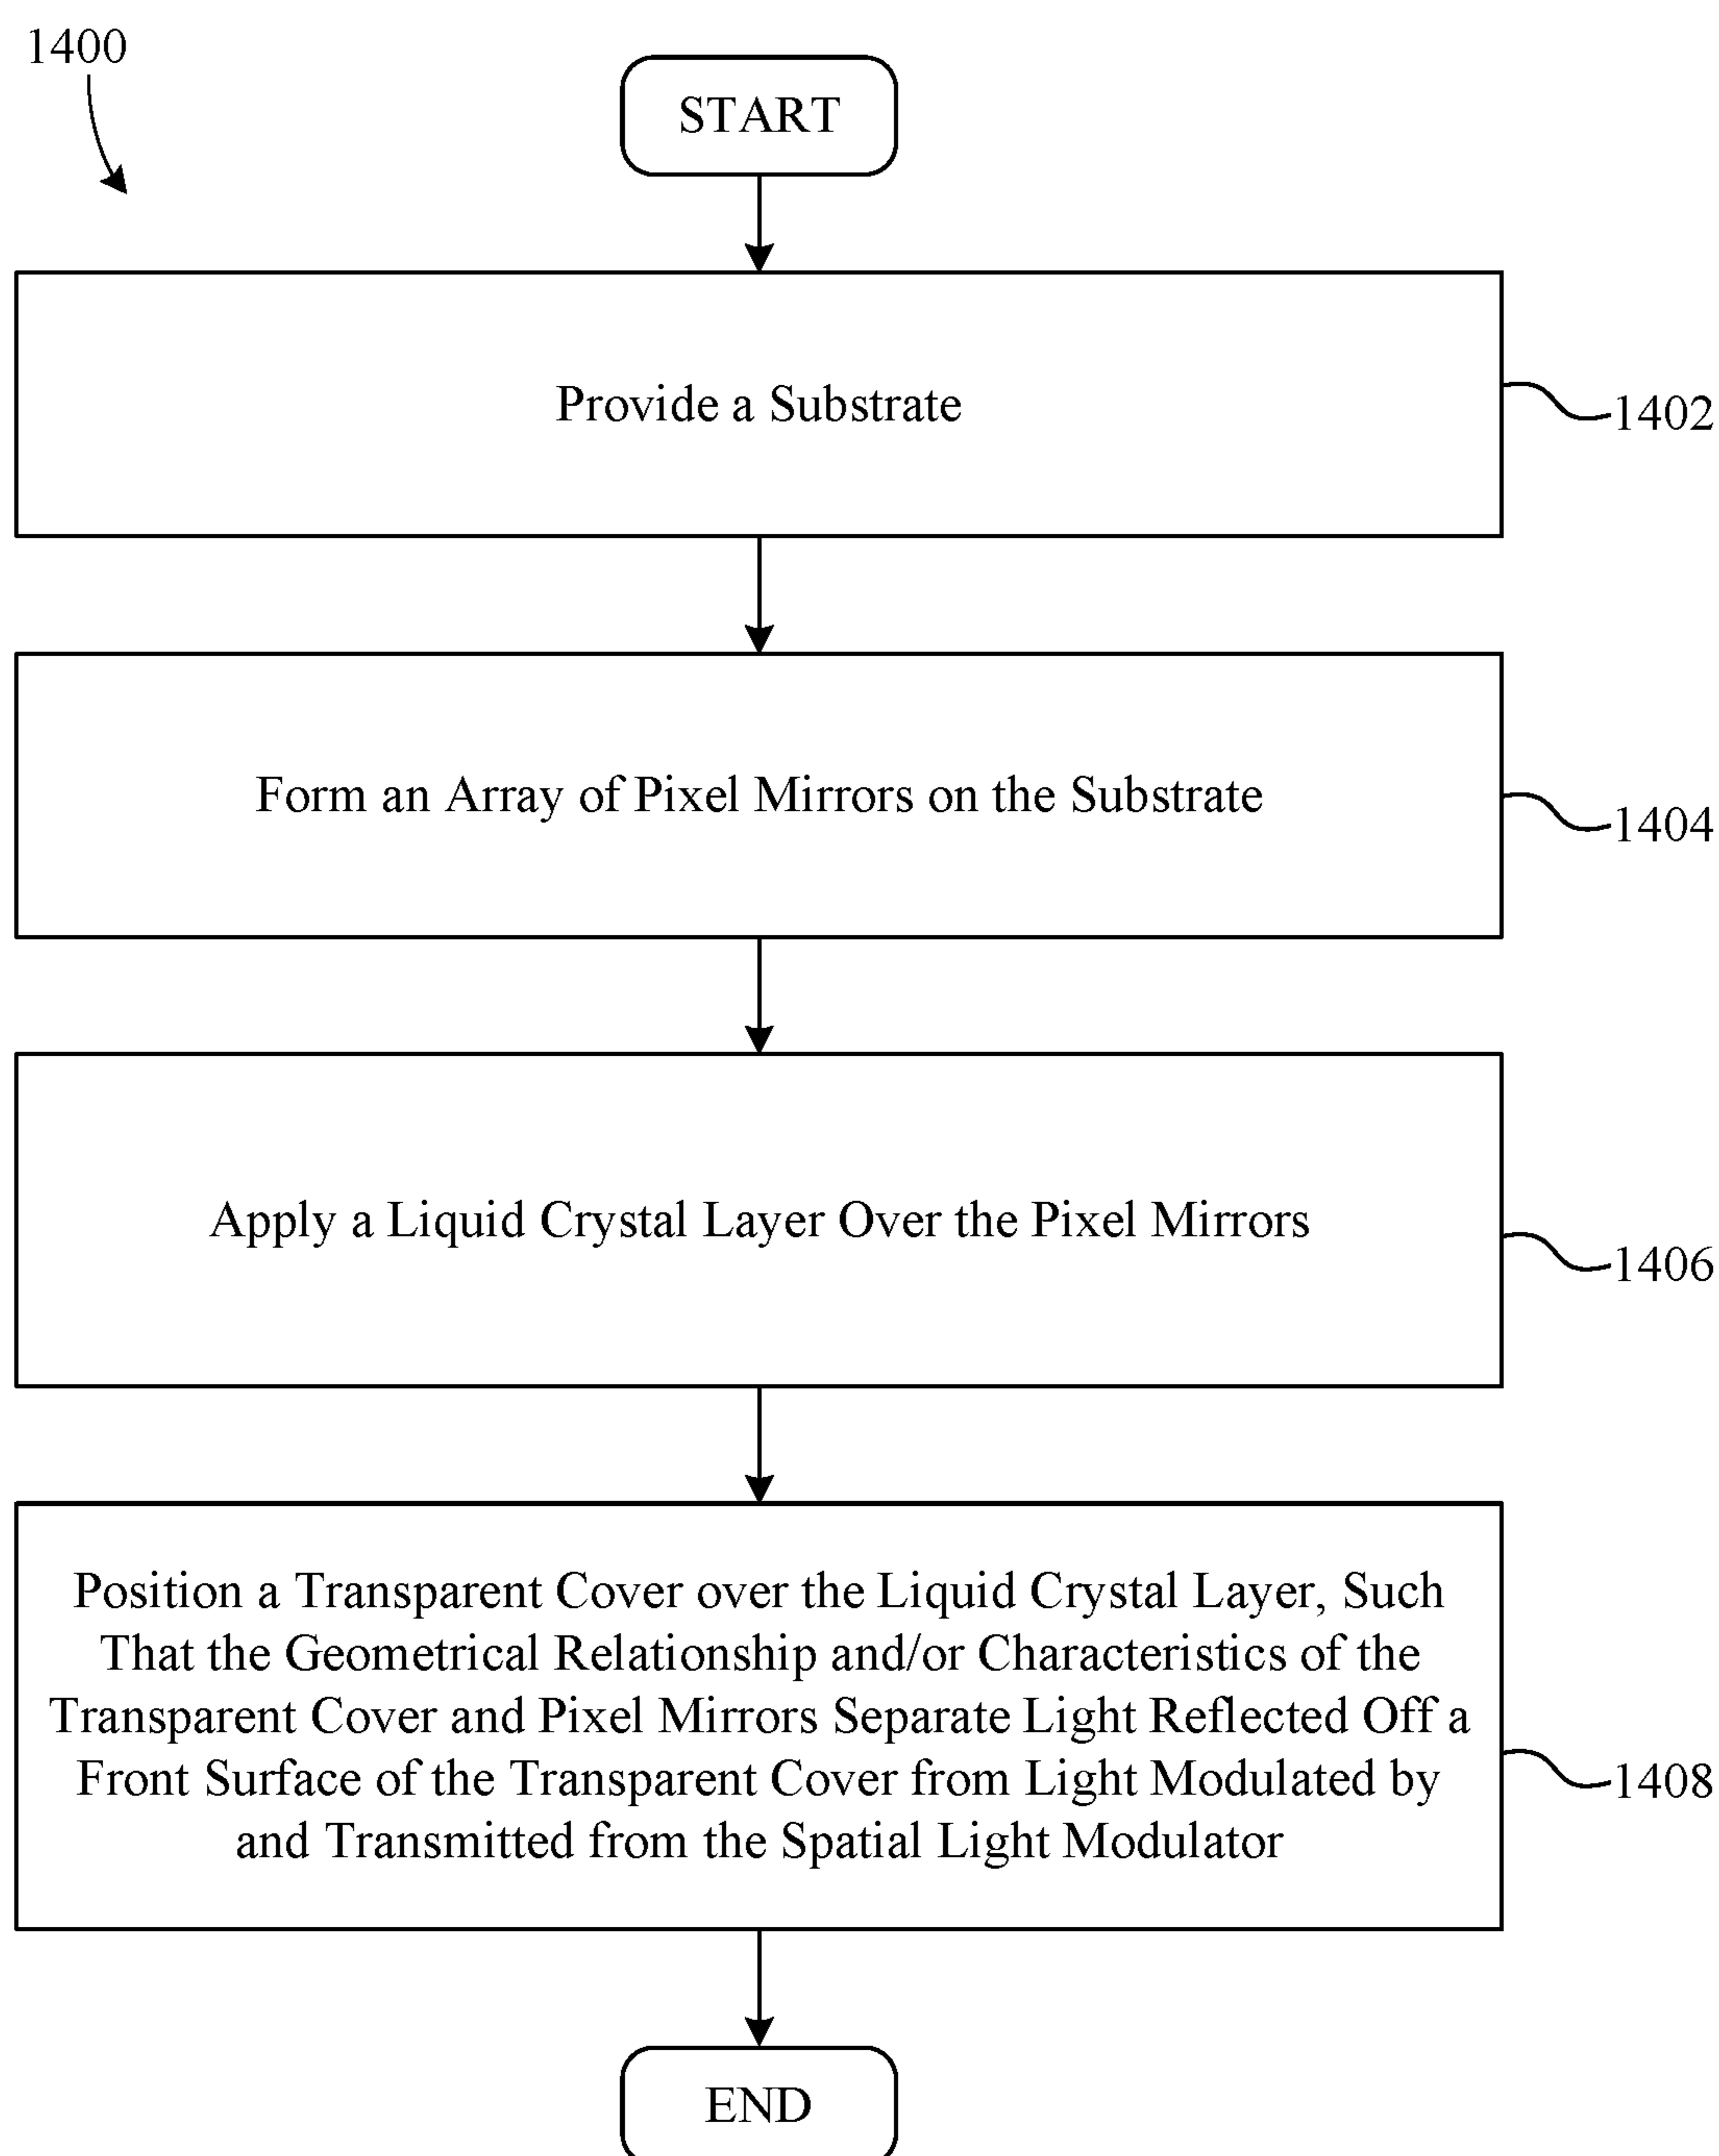 1400
START
Provide a Substrate
1402
Form an Array of Pixel Mirrors on the Substrate
1404
Apply a Liquid Crystal Layer Over the Pixel Mirrors
1406
Position a Transparent Cover over the Liquid Crystal Layer, Such
That the Geometrical Relationship and/or Characteristics of the
Transparent Cover and Pixel Mirrors Separate Light Reflected Off a
Front Surface of the Transparent Cover from Light Modulated by
and Transmitted from the Spatial Light Modulator
1408
END